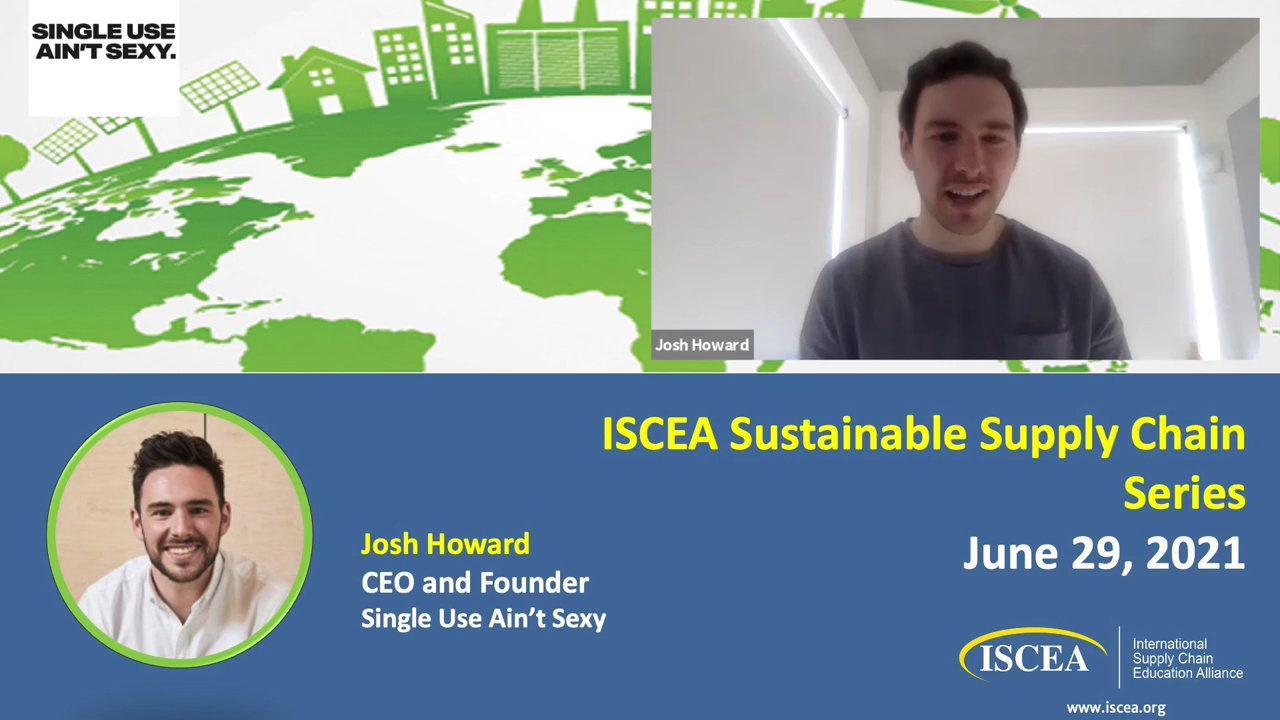 SINGLE USE
AIN'T SEXY.
Josh Howard
ISCEA Sustainable Supply Chain
Series
June 29, 2021
Josh Howard
CEO and Founder
Single Use Ain't Sexy
ISCEA
International
Supply Chain
Education Alliance
www.iscea.org